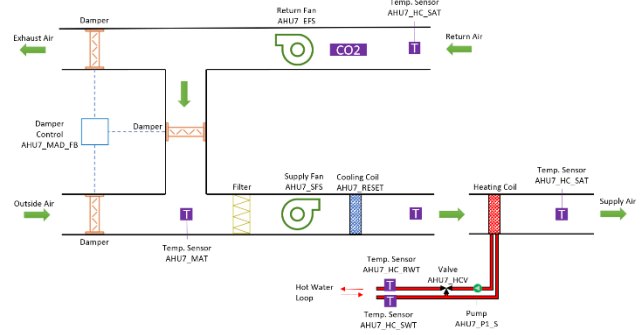 Temp. Sensor
AHU7_HC_SAT
Return Fan
AHU7_EFS
Damper
Exhaust Air
CO2
T
Return Air
Damper
Control
AHU7_MAD_FB
Damper
Filter
Supply Fan
AHU7_SFS
Cooling Coil
AHU7_RESET
Heating Coil
Temp. Sensor
AHU7_HC_SAT
Outside Air
T
T
T
Supply Air
Damper
Temp. Sensor
AHU7_MAT
Temp. Sensor
AHU7_HC_RWT
Valve
AHU7_HCV
Hot Water
Loop
T
T
Temp. Sensor
AHU7_HC_SWT
Pump
AHU7_P1_S